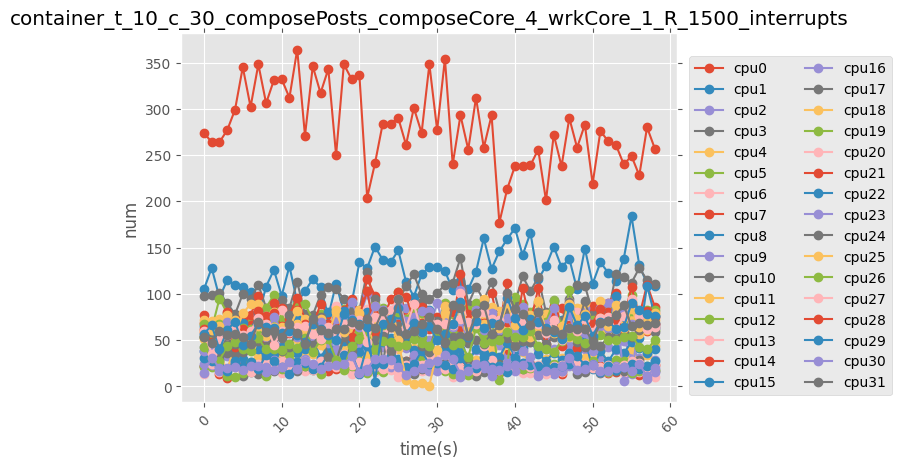 container_t_10_c_30_composePosts_composeCore_4_wrkCore_1_R_1500_interrupts
350
300
250
200
150
100
50
0
num
0 10 20 30 40 50 60
time(s)
cpu0 cpu16
cpu1 cpu17
cpu2 cpu18
cpu3 cpu19
cpu4 cpu20
cpu5 cpu21
cpu6 cpu22
cpu7 cpu23
cpu8 cpu24
cpu9 cpu25
cpu10 cpu26
cpu11 cpu27
cpu12 cpu28
cpu13 cpu29
cpu14 cpu30
cpu15 cpu31